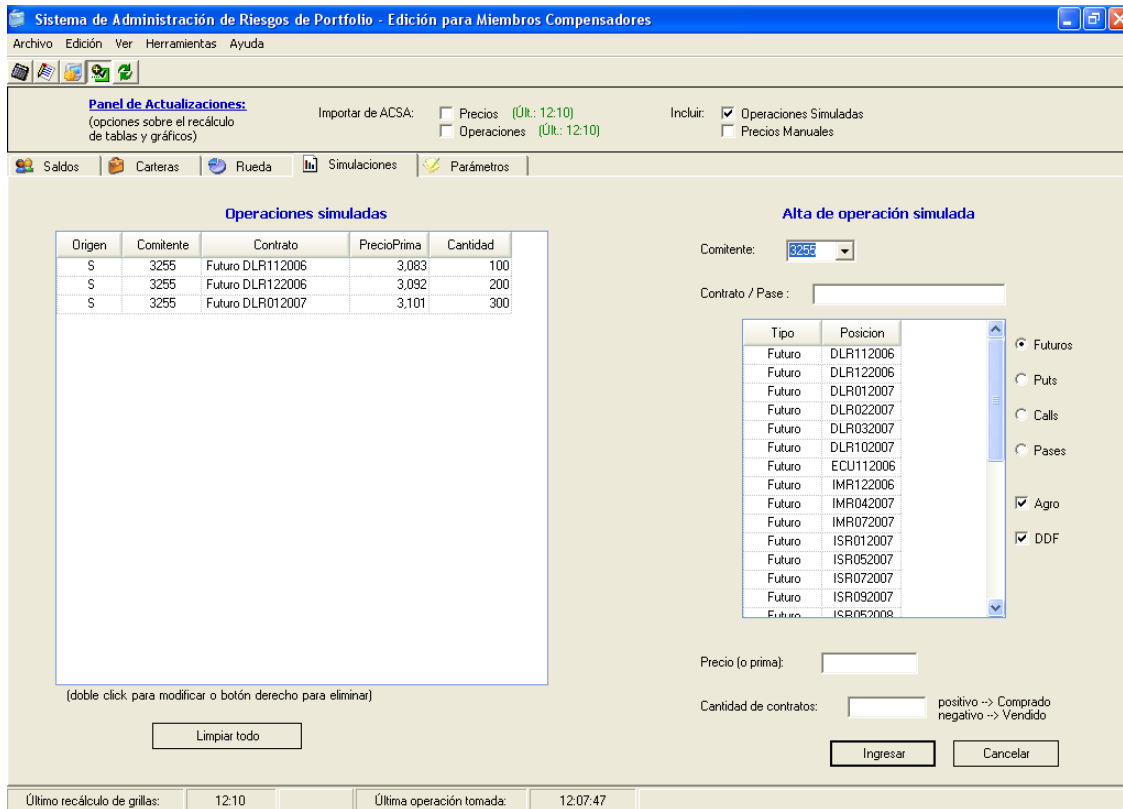 Sistema de Administración de Riesgos de Portfolio - Edición para Miembros Compensadores
Archivo Edición Ver Herramientas Ayuda
Panel de Actualizaciones:
(opciones sobre el recálculo
de tablas y gráficos)
Importar de ACSA:
Precios (Últ.: 12:10)
Operaciones (Últ.: 12:10)
Incluir:
Operaciones Simuladas
Precios Manuales
Saldos Carteras Rueda Simulaciones Parámetros
Operaciones simuladas
Origen Comitente Contrato PrecioPrima Cantidad
S 3255 Futuro DLR112006 3,083 100
S 3255 Futuro DLR122006 3,092 200
S 3255 Futuro DLR012007 3,101 300
(doble click para modificar o botón derecho para eliminar)
Limpiar todo
Alta de operación simulada
Comitente: 3255
Contrato / Pase :
Tipo Posicion
Futuro DLR112006
Futuro DLR122006
Futuro DLR012007
Futuro DLR022007
Futuro DLR032007
Futuro DLR102007
Futuro ECU112006
Futuro IMR122006
Futuro IMR042007
Futuro IMR072007
Futuro ISR012007
Futuro ISR052007
Futuro ISR072007
Futuro ISR092007
Futuro ISR052008
Futuros
Puts
Calls
Pases
Agro
DDF
Precio (o prima):
Cantidad de contratos:
positivo --> Comprado
negativo --> Vendido
Ingresar Cancelar
Último recálculo de grillas: 12:10 Última operación tomada: 12:07:47